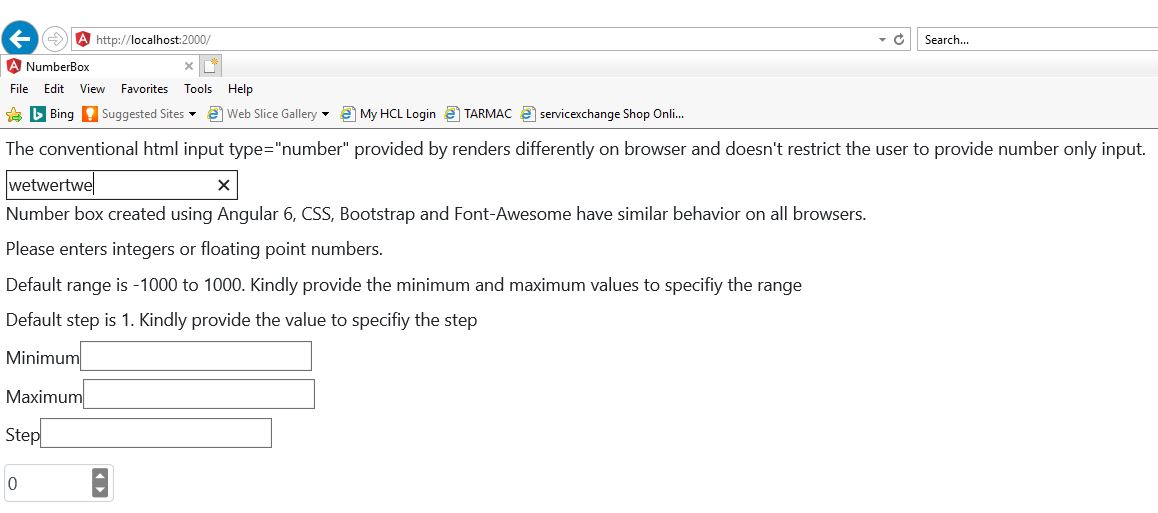 http://localhost:2000/
Search...
NumberBox
File Edit View Favorites Tools Help
Bing Suggested Sites Web Slice Gallery My HCL Login TARMAC servicexchange Shop Onli...
The conventional html input type="number" provided by renders differently on browser and doesn't restrict the user to provide number only input.
wetwertwe
Number box created using Angular 6, CSS, Bootstrap and Font-Awesome have similar behavior on all browsers.
Please enters integers or floating point numbers.
Default range is -1000 to 1000. Kindly provide the minimum and maximum values to specifiy the range
Default step is 1. Kindly provide the value to specifiy the step
Minimum
Maximum
Step
0